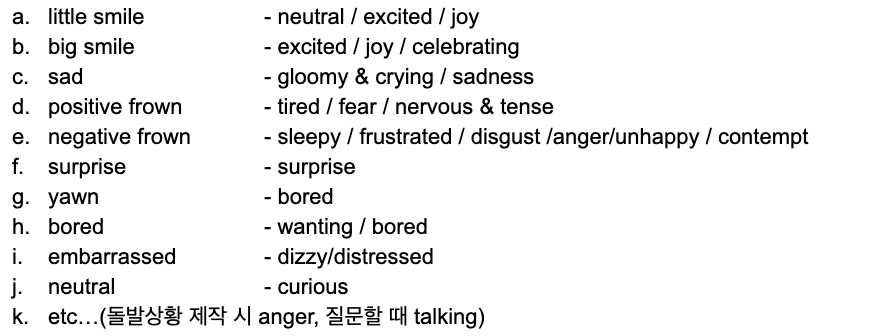 a. little smile - neutral / excited / joy
b. big smile - excited / joy / celebrating
c. sad - gloomy & crying / sadness
d. positive frown - tired / fear / nervous & tense
e. negative frown - sleepy / frustrated / disgust /anger/unhappy / contempt
f. surprise - surprise
g. yawn - bored
h. bored - wanting / bored
i. embarrassed - dizzy/distressed
j. neutral - curious
k. etc…(돌발상황 제작 시 anger, 질문할 때 talking)